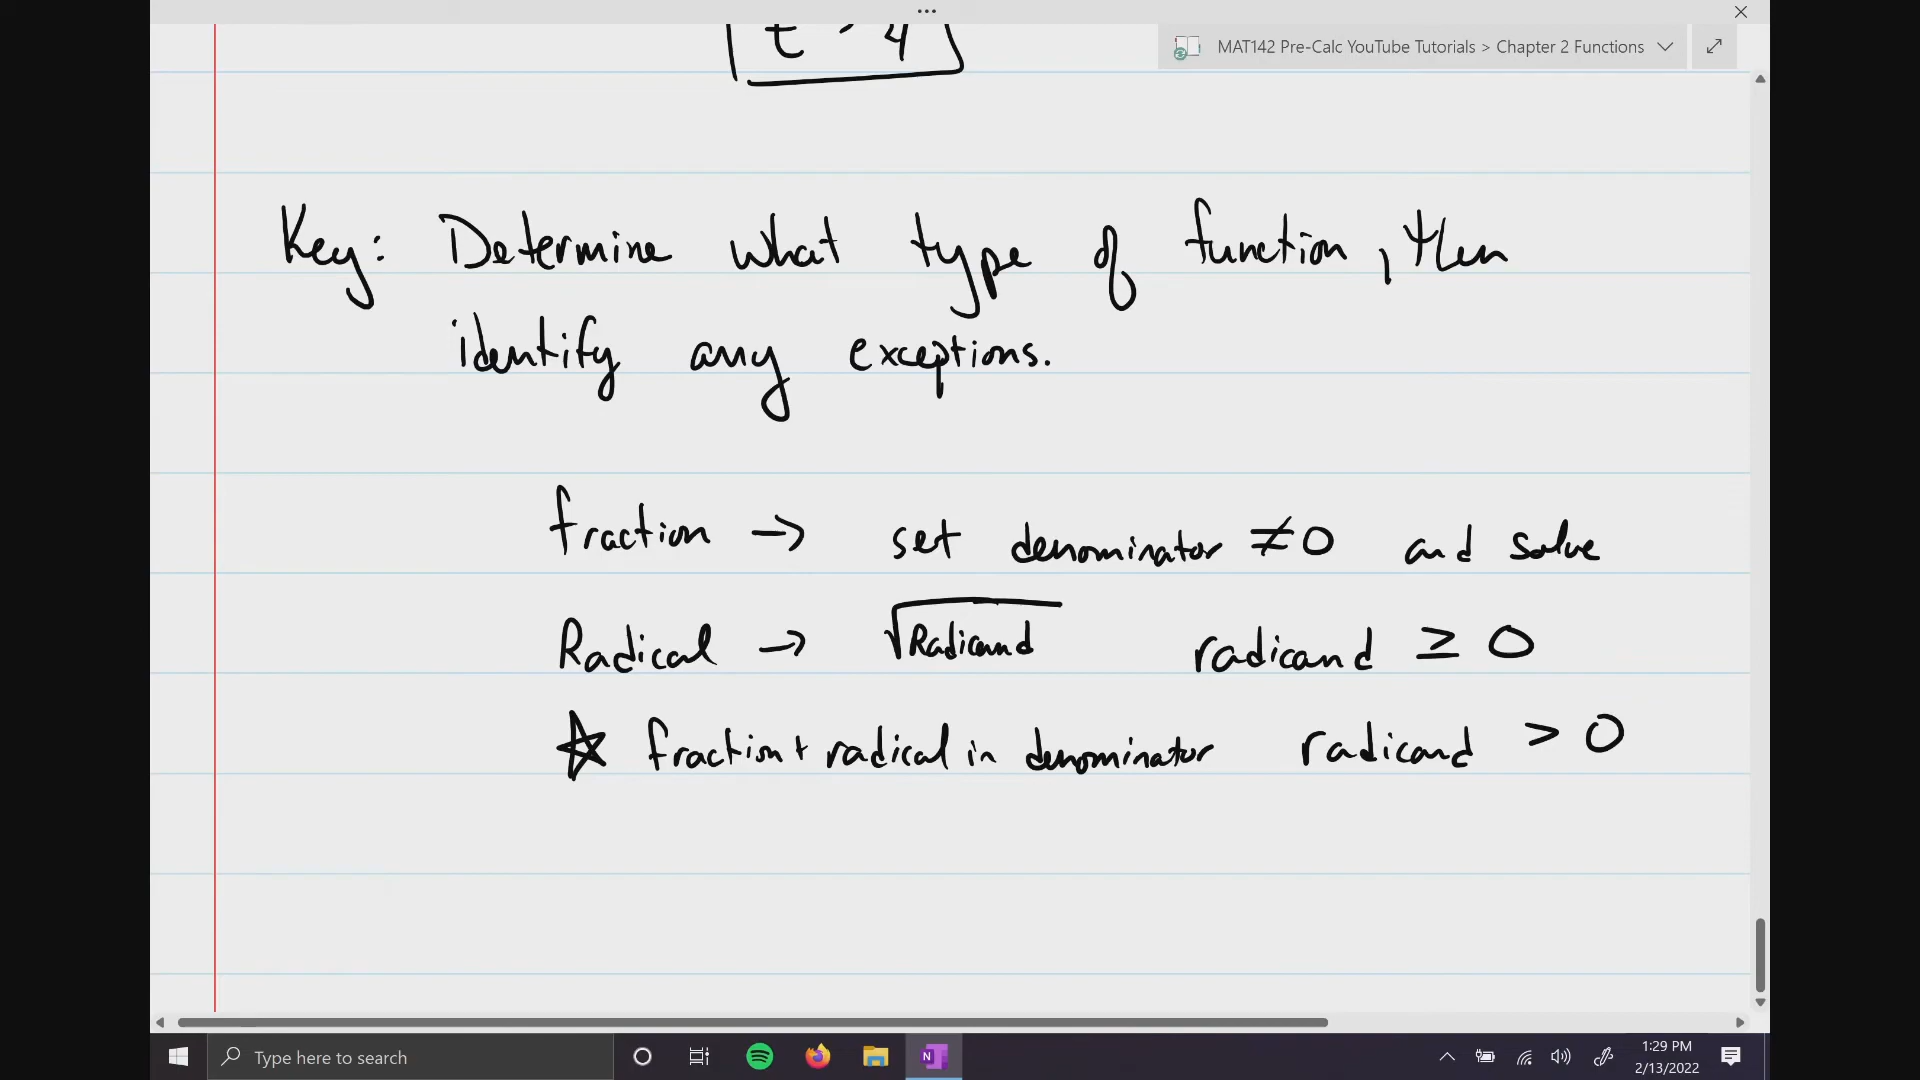 MAT142 Pre-Calc YouTube Tutorials > Chapter 2 Functions
t > 4
Key: Determine what type of function, then
identify any exceptions.
fraction → set denominator ≠ 0 and solve
Radical → √Radicand radicand ≥ 0
☆ fraction + radical in denominator radicand > 0
Type here to search
N
1:29 PM
2/13/2022